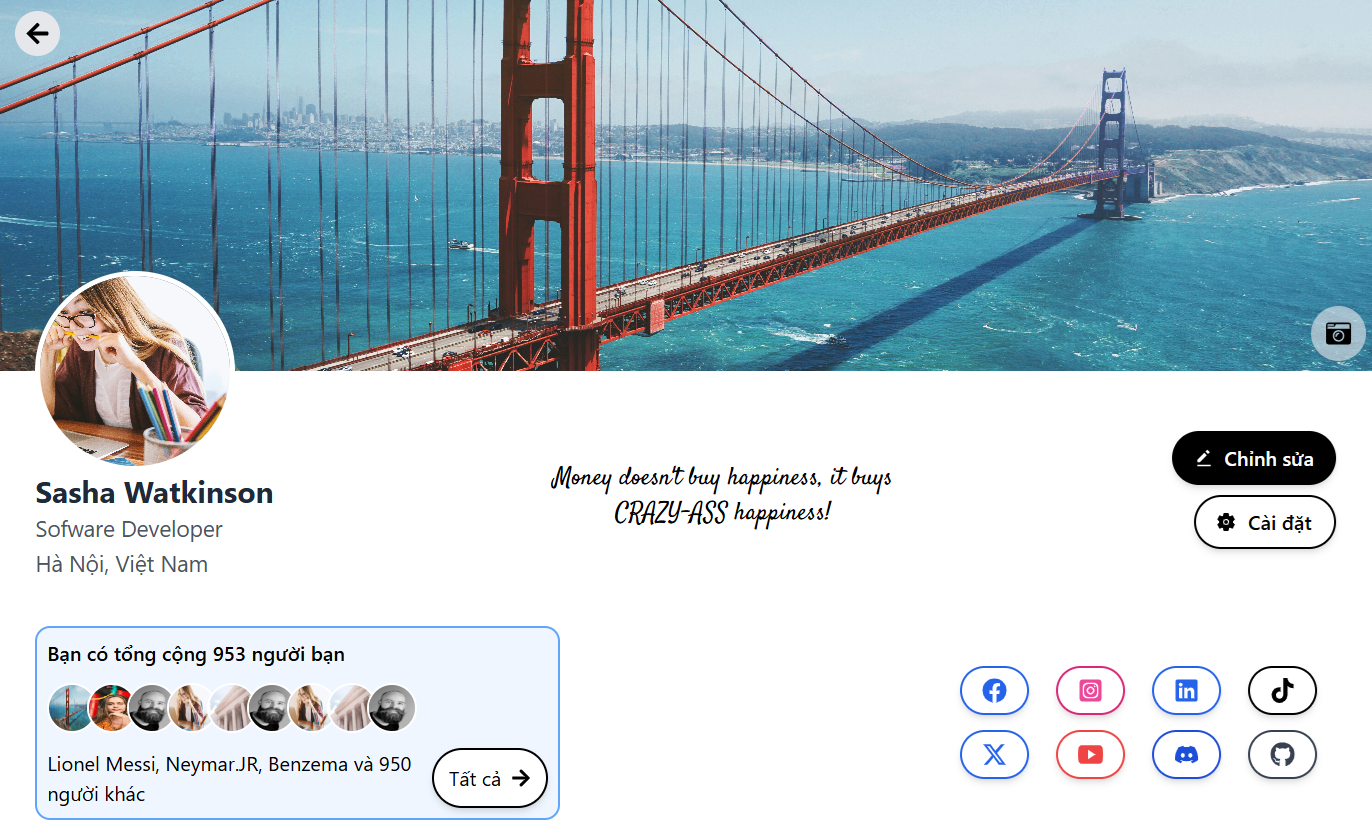 Sasha Watkinson
Sofware Developer
Hà Nội, Việt Nam
Money doesn't buy happiness, it buys
CRAZY-ASS happiness!
Chỉnh sửa
Cài đặt
Bạn có tổng cộng 953 người bạn
Lionel Messi, Neymar.JR, Benzema và 950
người khác
Tất cả